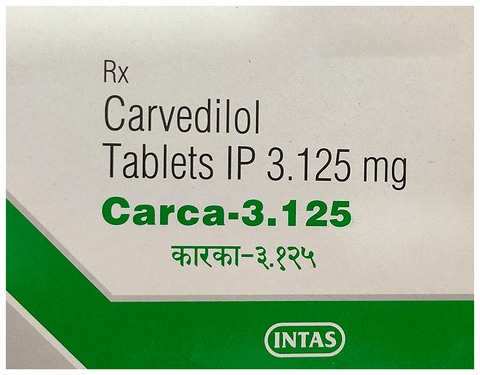 Rx
Carvedilol
Tablets IP 3.125 mg
Carca-3.125
कारका-३.१२५
INTAS